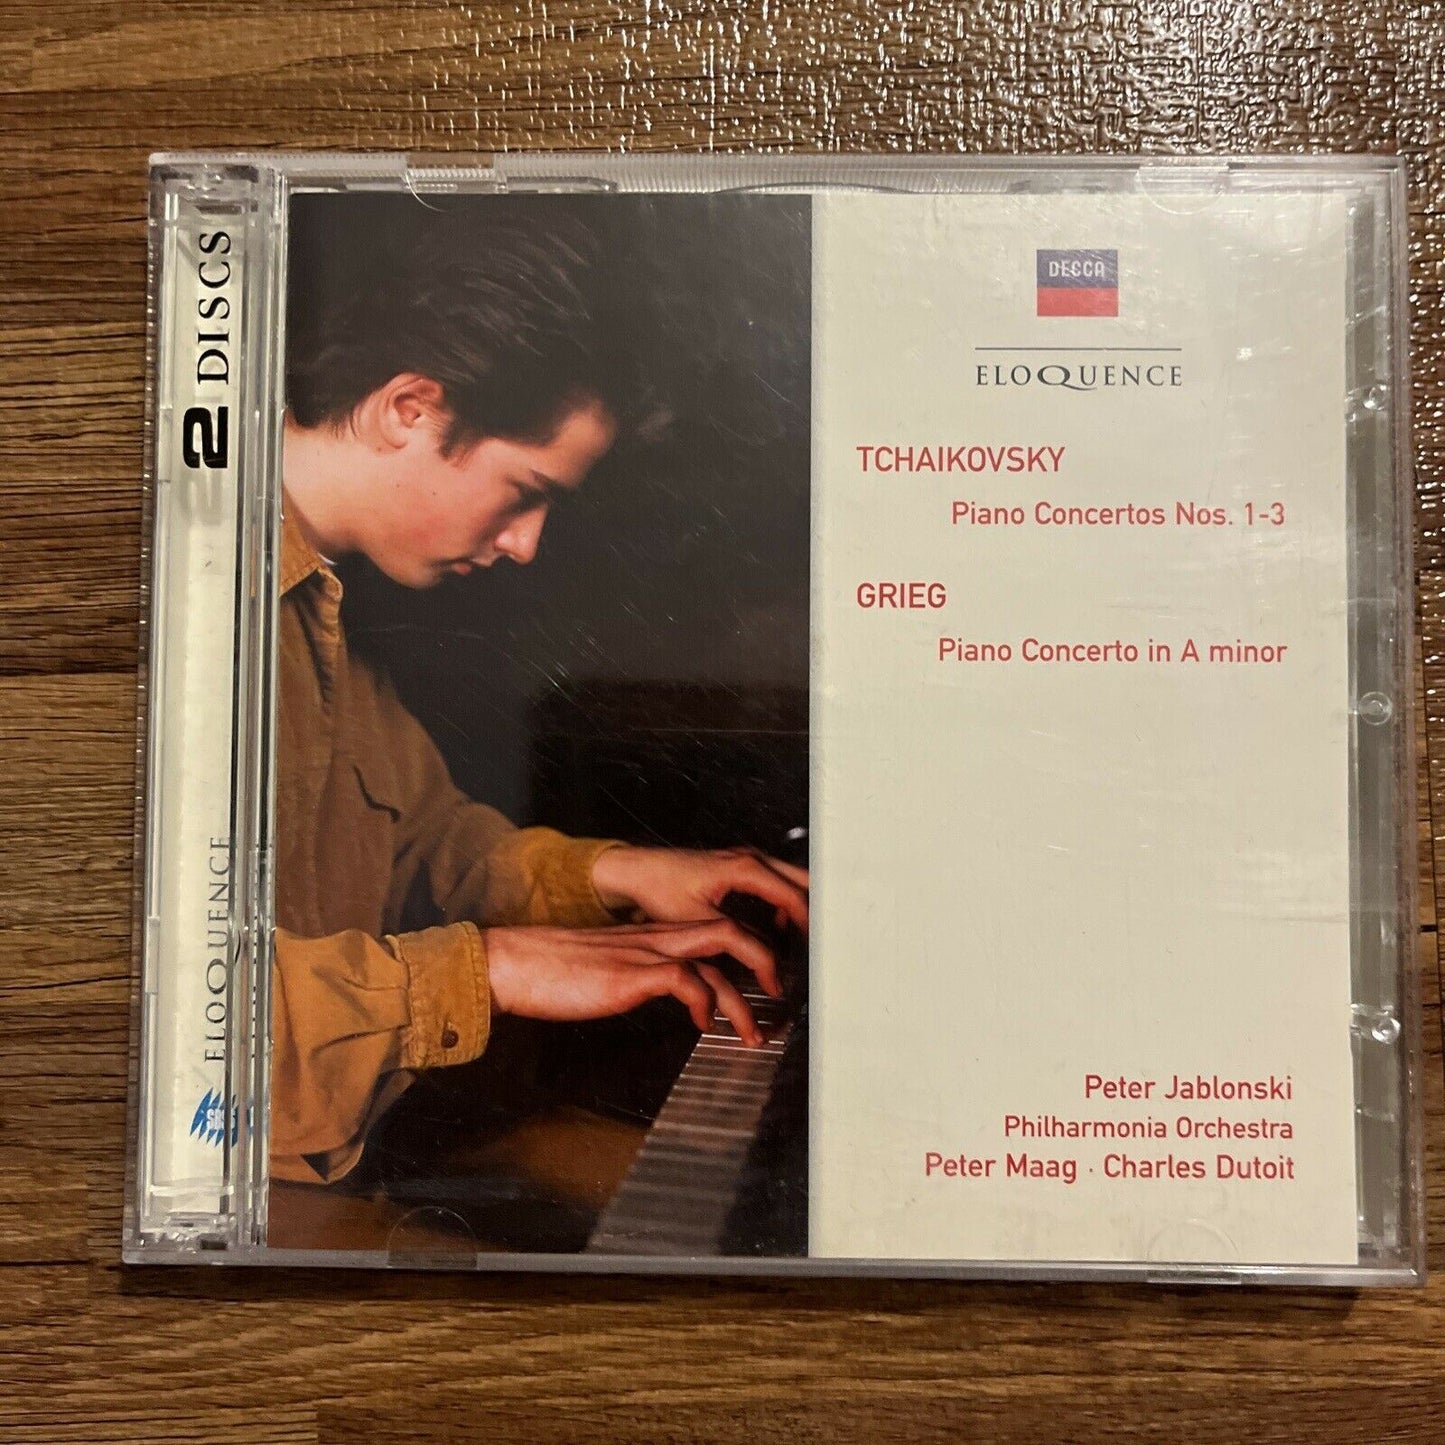 2 DISCS
ELOQUENCE
SBS
DECCA
ELOQUENCE
TCHAIKOVSKY
Piano Concertos Nos. 1-3
GRIEG
Piano Concerto in A minor
Peter Jablonski
Philharmonia Orchestra
Peter Maag · Charles Dutoit